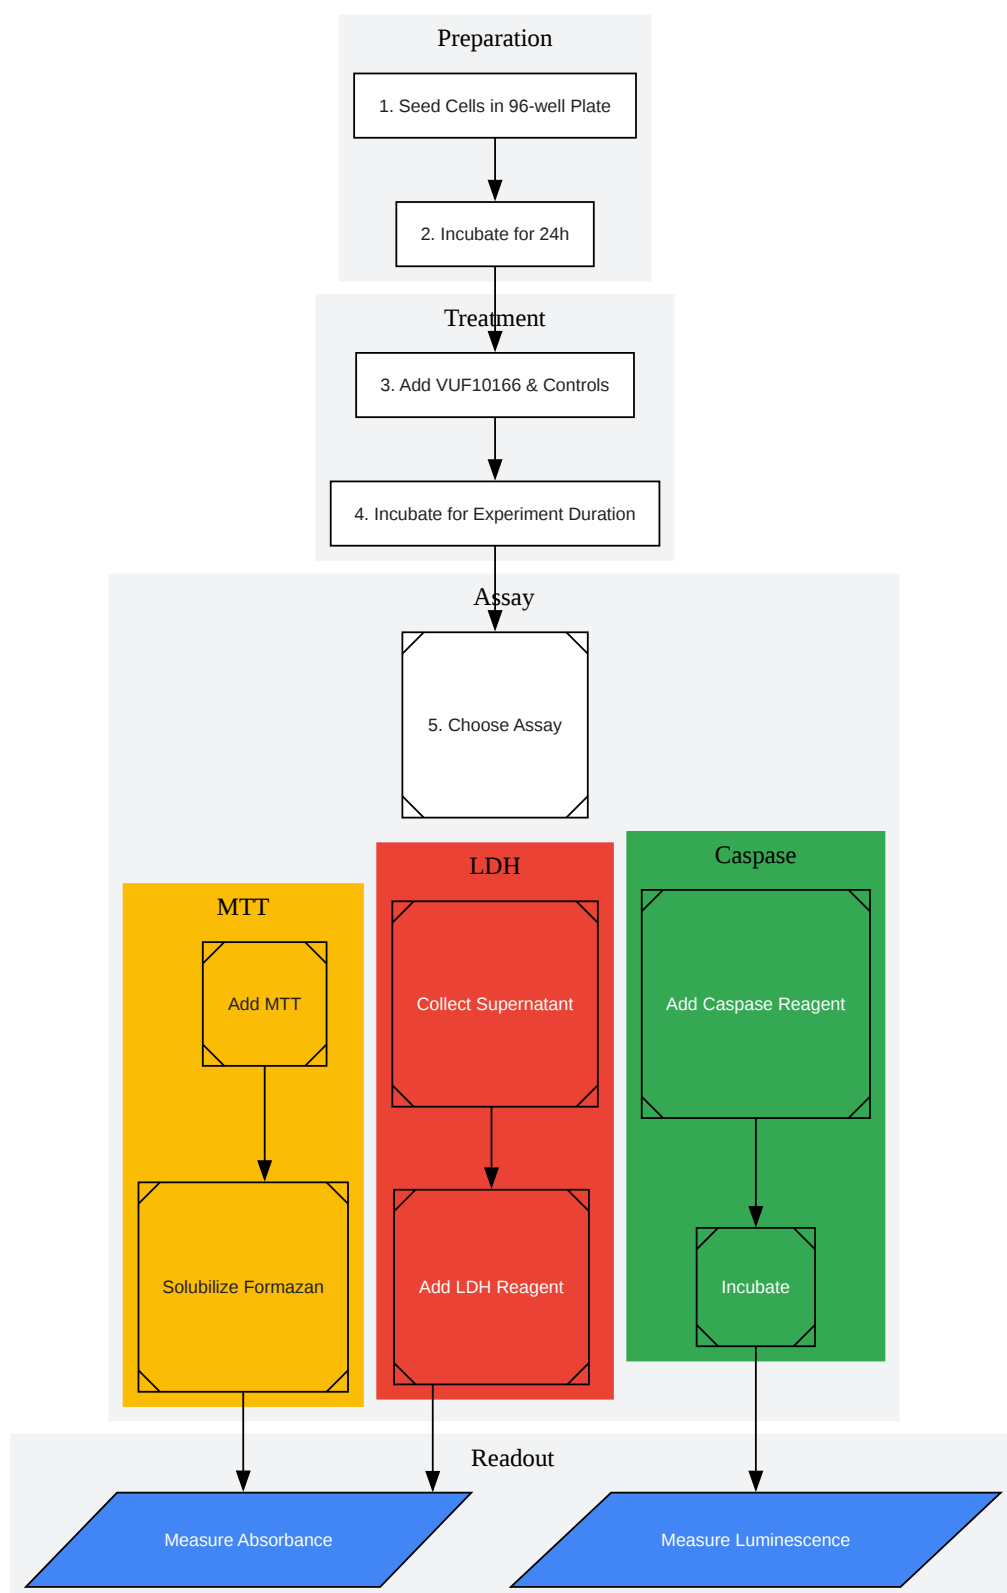 Preparation
1. Seed Cells in 96-well Plate
2. Incubate for 24h
Treatment
3. Add VUF10166 & Controls
4. Incubate for Experiment Duration
Assay
5. Choose Assay
MTT
Add MTT
Solubilize Formazan
LDH
Collect Supernatant
Add LDH Reagent
Caspase
Add Caspase Reagent
Incubate
Readout
Measure Absorbance
Measure Luminescence